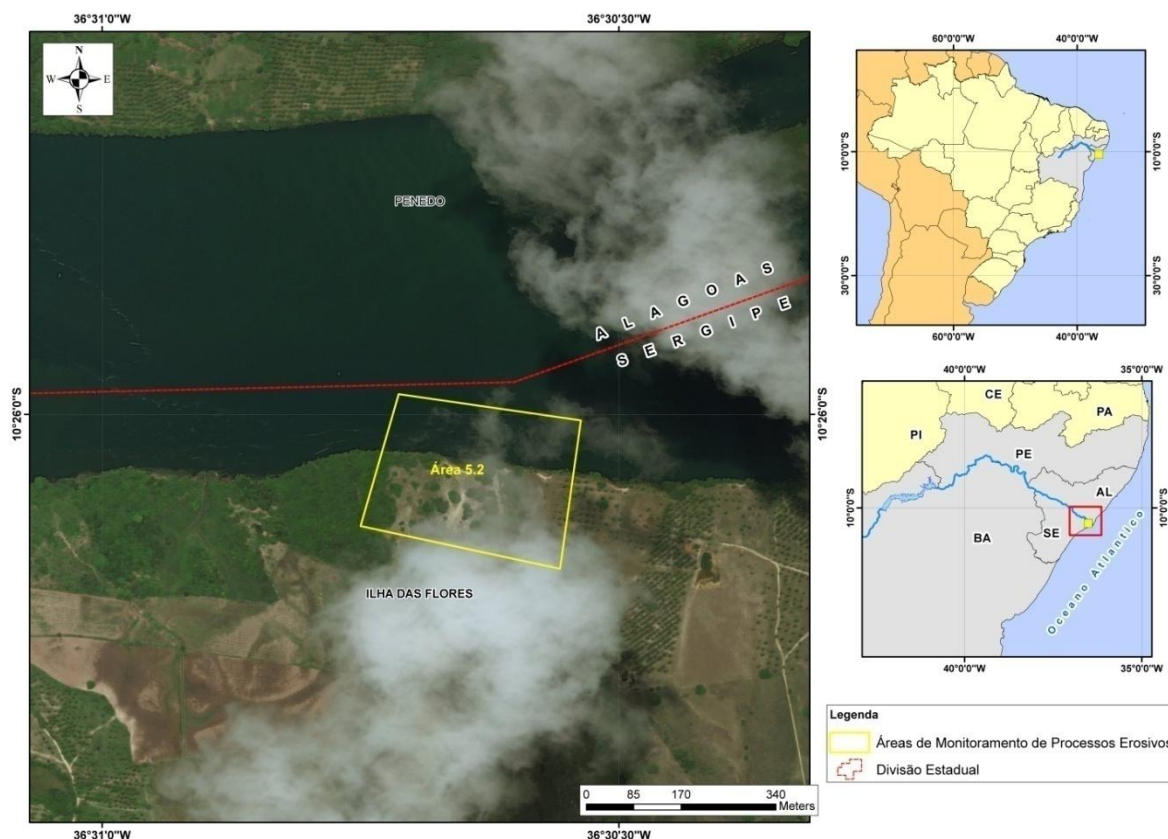 36°31'0"W
36°30'30"W
N
W
E
S
PENEDO
ALAGOAS
SERGIPE
10°26'0"S
10°26'0"S
Área 5.2
ILHA DAS FLORES
0 85 170 340
Meters
36°31'0"W
36°30'30"W
60°0'0"W
40°0'0"W
10°0'0"S
10°0'0"S
30°0'0"S
30°0'0"S
60°0'0"W
40°0'0"W
40°0'0"W
35°0'0"W
CE
PA
PI
PE
AL
10°0'0"S
10°0'0"S
SE
BA
Oceano Atlantico
40°0'0"W
35°0'0"W
Legenda
Áreas de Monitoramento de Processos Erosivos
Divisão Estadual